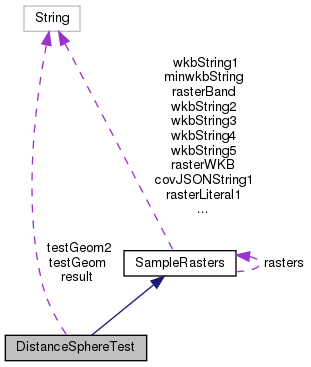 String
wkbString1
minwkbString
rasterBand
wkbString2
wkbString3
wkbString4
wkbString5
rasterWKB
covJSONString1
rasterLiteral1
...
testGeom2
testGeom
result
SampleRasters
rasters
DistanceSphereTest